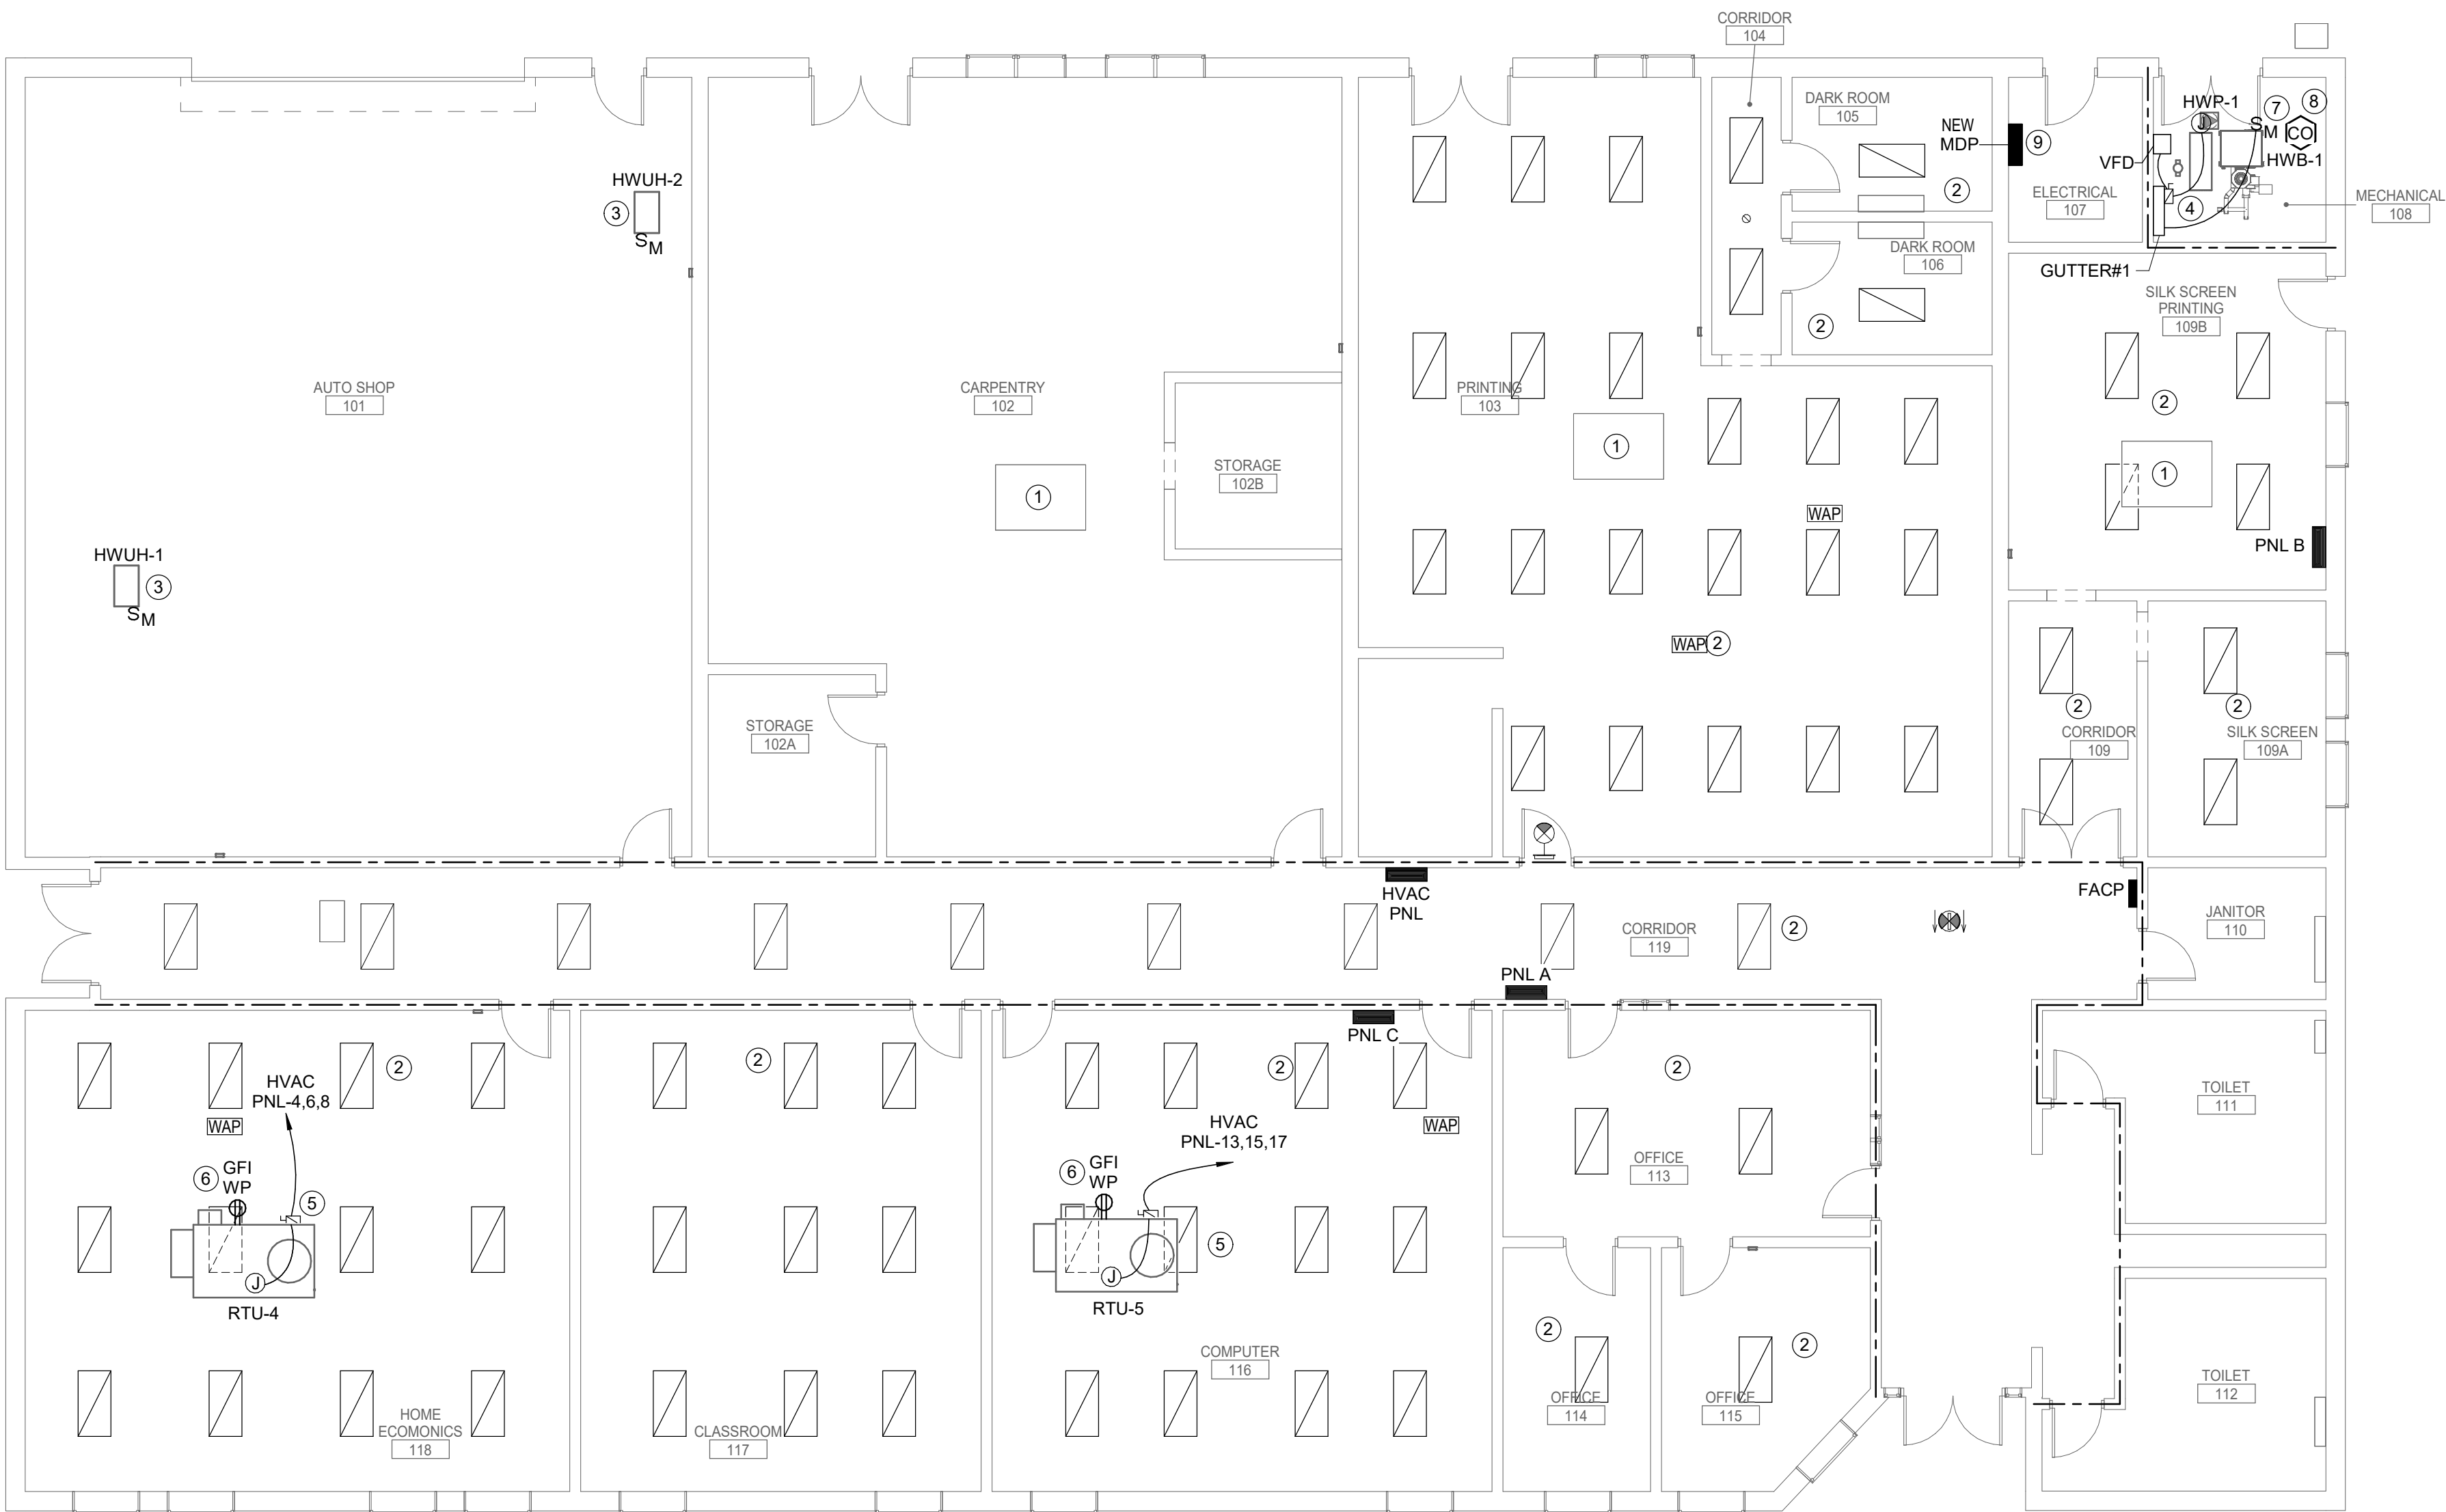 CORRIDOR
104
DARK ROOM
105
NEW
MDP
9
2
ELECTRICAL
107
HWP-1
7
8
J
S
M
CO
HWB-1
VFD
4
MECHANICAL
108
GUTTER#1
HWUH-2
3
S
M
DARK ROOM
106
2
SILK SCREEN
PRINTING
109B
2
1
PNL B
AUTO SHOP
101
CARPENTRY
102
1
STORAGE
102B
PRINTING
103
1
WAP
WAP
2
HWUH-1
3
S
M
STORAGE
102A
2
CORRIDOR
109
2
SILK SCREEN
109A
HVAC
PNL
FACP
JANITOR
110
CORRIDOR
119
2
PNL A
PNL C
2
HVAC
PNL-4,6,8
WAP
6
GFI
WP
5
J
RTU-4
HOME
ECOMONICS
118
2
CLASSROOM
117
2
WAP
HVAC
PNL-13,15,17
6
GFI
WP
5
J
RTU-5
COMPUTER
116
2
OFFICE
113
2
OFFICE
114
2
OFFICE
115
TOILET
111
TOILET
112